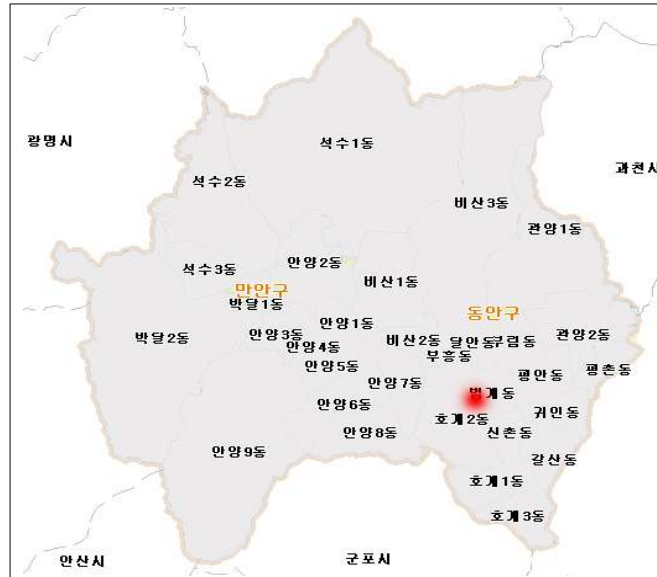 석수1동
광명시
과천시
석수2동
비산3동
관양1동
안양2동
석수3동
비산1동
만안구
박달1동
동안구
안양1동
박달2동
안양3동
비산2동
달안동
부림동
관양2동
안양4동
부흥동
안양5동
평안동
평촌동
안양7동
범계동
안양6동
귀인동
호계2동
안양8동
신촌동
안양9동
갈산동
호계1동
호계3동
안산시
군포시